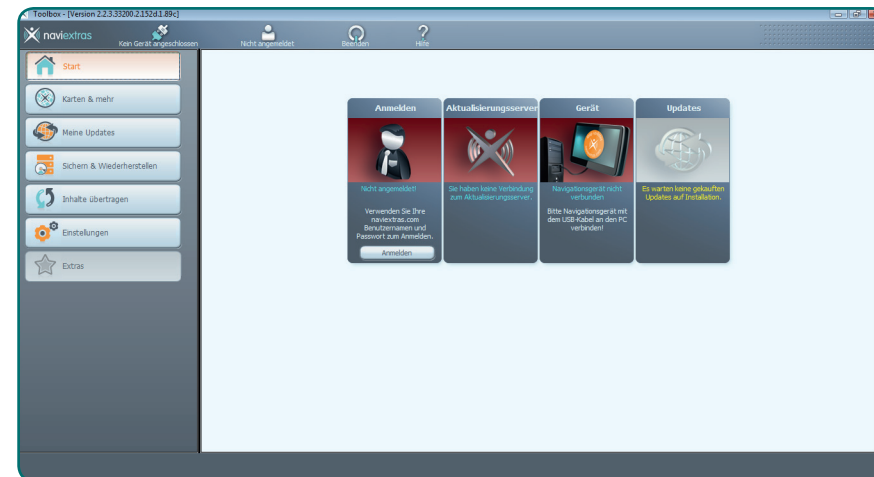 Toolbox - [Version 2.2.3.33200.2.152d.1.89c]
naviextras
Kein Gerät angeschlossen
Nicht angemeldet
Beenden
Hilfe
Start
Karten & mehr
Meine Updates
Sichern & Wiederherstellen
Inhalte übertragen
Einstellungen
Extras
Anmelden
Nicht angemeldet!
Verwenden Sie Ihre
naviextras.com
Benutzernamen und
Passwort zum Anmelden.
Anmelden
Aktualisierungsserver
Sie haben keine Verbindung
zum Aktualisierungsserver.
Gerät
Navigationsgerät nicht
verbunden
Bitte Navigationsgerät mit
dem USB-Kabel an den PC
verbinden!
Updates
Es warten keine gekauften
Updates auf Installation.